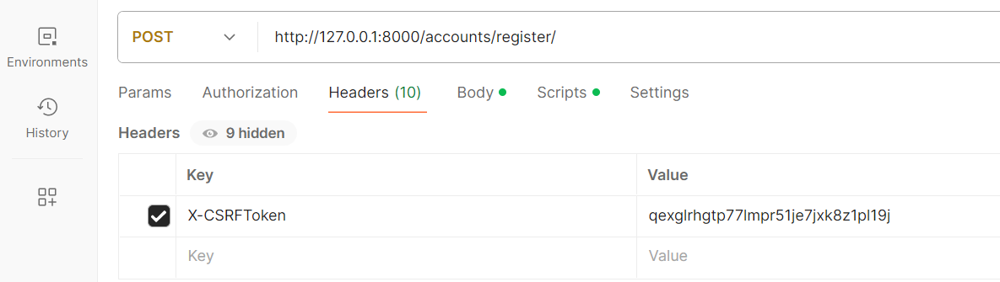 POST http://127.0.0.1:8000/accounts/register/
Environments
History
Params Authorization Headers (10) Body Scripts Settings
Headers 9 hidden
Key Value
X-CSRFToken qexglrhgtp77lmpr51je7jxk8z1pl19j
Key Value